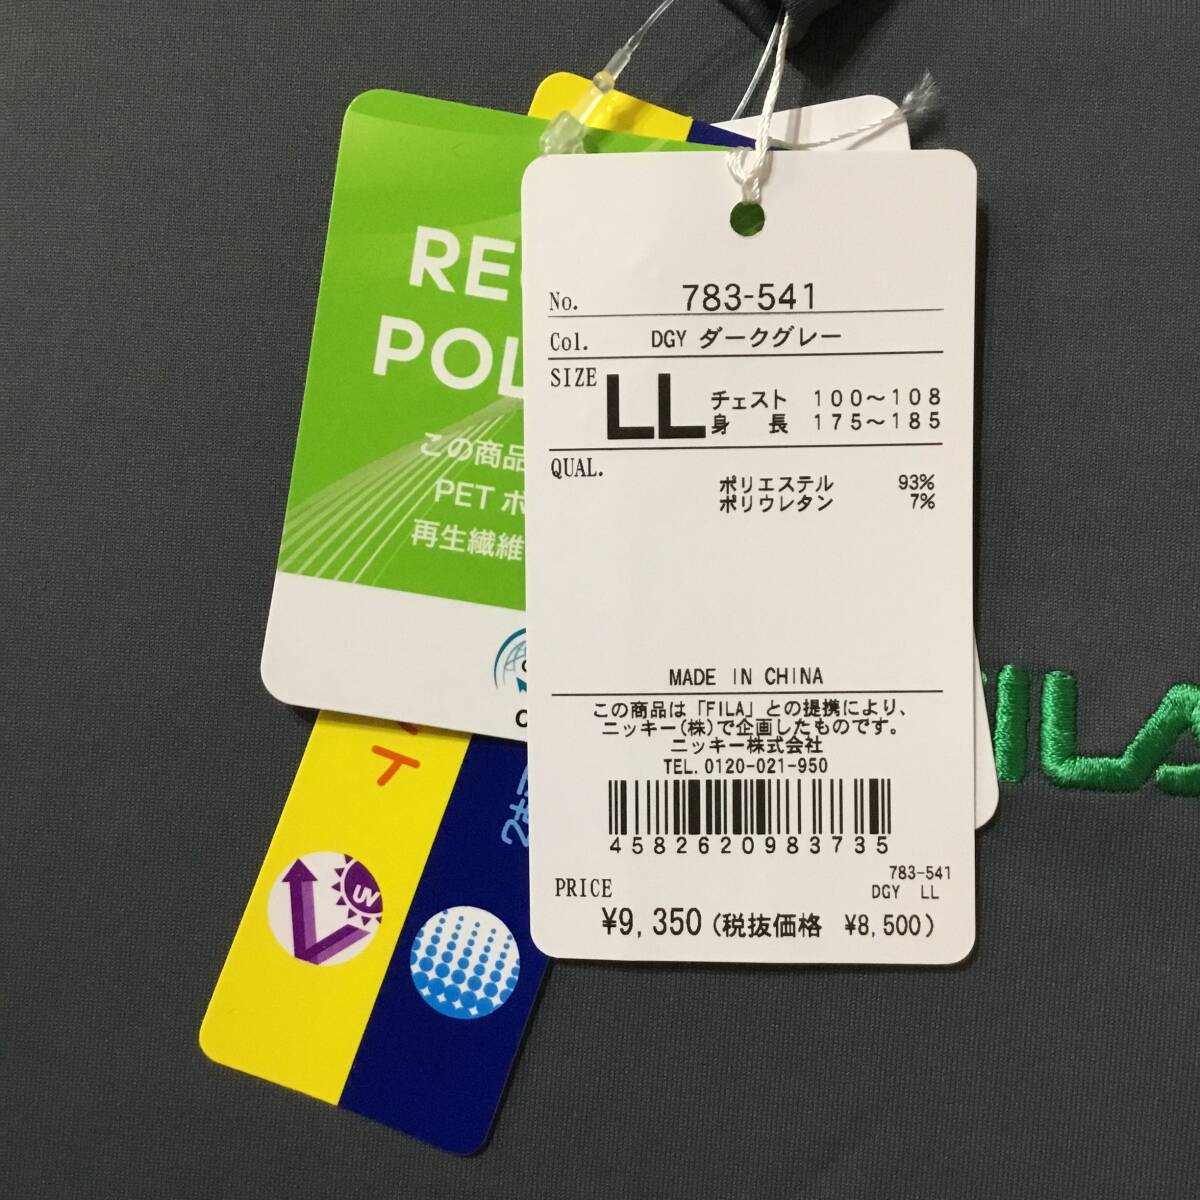 No. 783-541
Col. DGY ダークグレー
SIZE LL チェスト 100～108
身 長 175～185
QUAL.
ポリエステル 93%
ポリウレタン 7%
MADE IN CHINA
この商品は「FILA」との提携により、
ニッキー(株)で企画したものです。
ニッキー株式会社
TEL. 0120-021-950
4582620983735
783-541
PRICE DGY LL
¥9,350 (税抜価格 ¥8,500)
この商品
PET ポ
再生繊維
UV
FILA